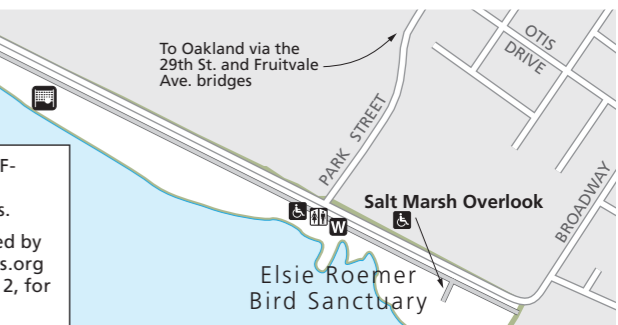 To Oakland via the
29th St. and Fruitvale
Ave. bridges
OTIS
DRIVE
PARK STREET
BROADWAY
F-
s.
ed by
s.org
2, for
Salt Marsh Overlook
W
Elsie Roemer
Bird Sanctuary